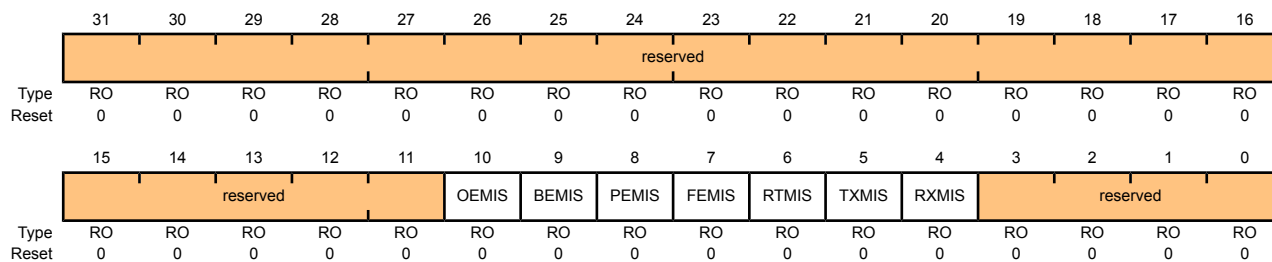 31 30 29 28 27 26 25 24 23 22 21 20 19 18 17 16
reserved
Type RO RO RO RO RO RO RO RO RO RO RO RO RO RO RO RO
Reset 0 0 0 0 0 0 0 0 0 0 0 0 0 0 0 0
15 14 13 12 11 10 9 8 7 6 5 4 3 2 1 0
reserved OEMIS BEMIS PEMIS FEMIS RTMIS TXMIS RXMIS reserved
Type RO RO RO RO RO RO RO RO RO RO RO RO RO RO RO RO
Reset 0 0 0 0 0 0 0 0 0 0 0 0 0 0 0 0